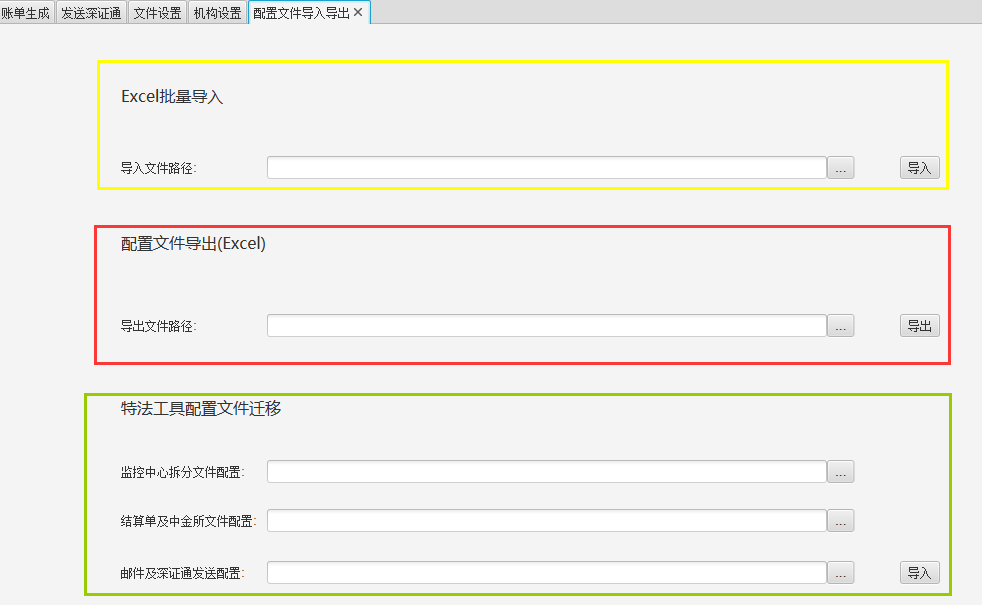 账单生成 发送深证通 文件设置 机构设置 配置文件导入导出 ✕
Excel批量导入
导入文件路径: ... 导入
配置文件导出(Excel)
导出文件路径: ... 导出
特法工具配置文件迁移
监控中心拆分文件配置: ...
结算单及中金所文件配置: ...
邮件及深证通发送配置: ... 导入